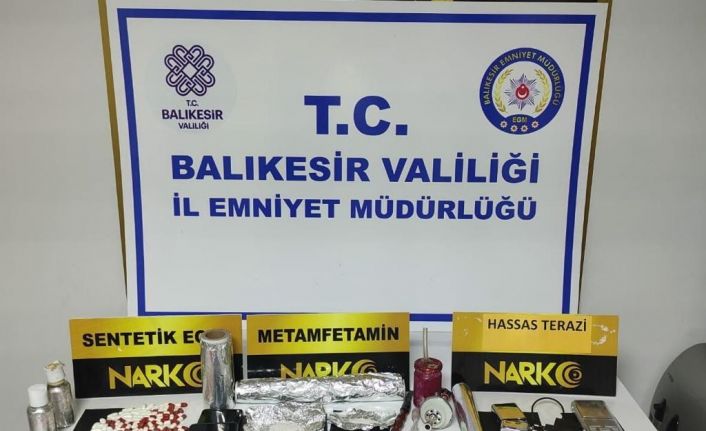 T.C.
BALIKESİR
VALİLİĞİ
BALIKESİR EMNİYET MÜDÜRLÜĞÜ
EGM
T.C.
BALIKESİR VALİLİĞİ
İL EMNİYET MÜDÜRLÜĞÜ
SENTETİK
NARKO
METAMFETAMİN
NARKO
HASSAS TERAZİ
NARKO